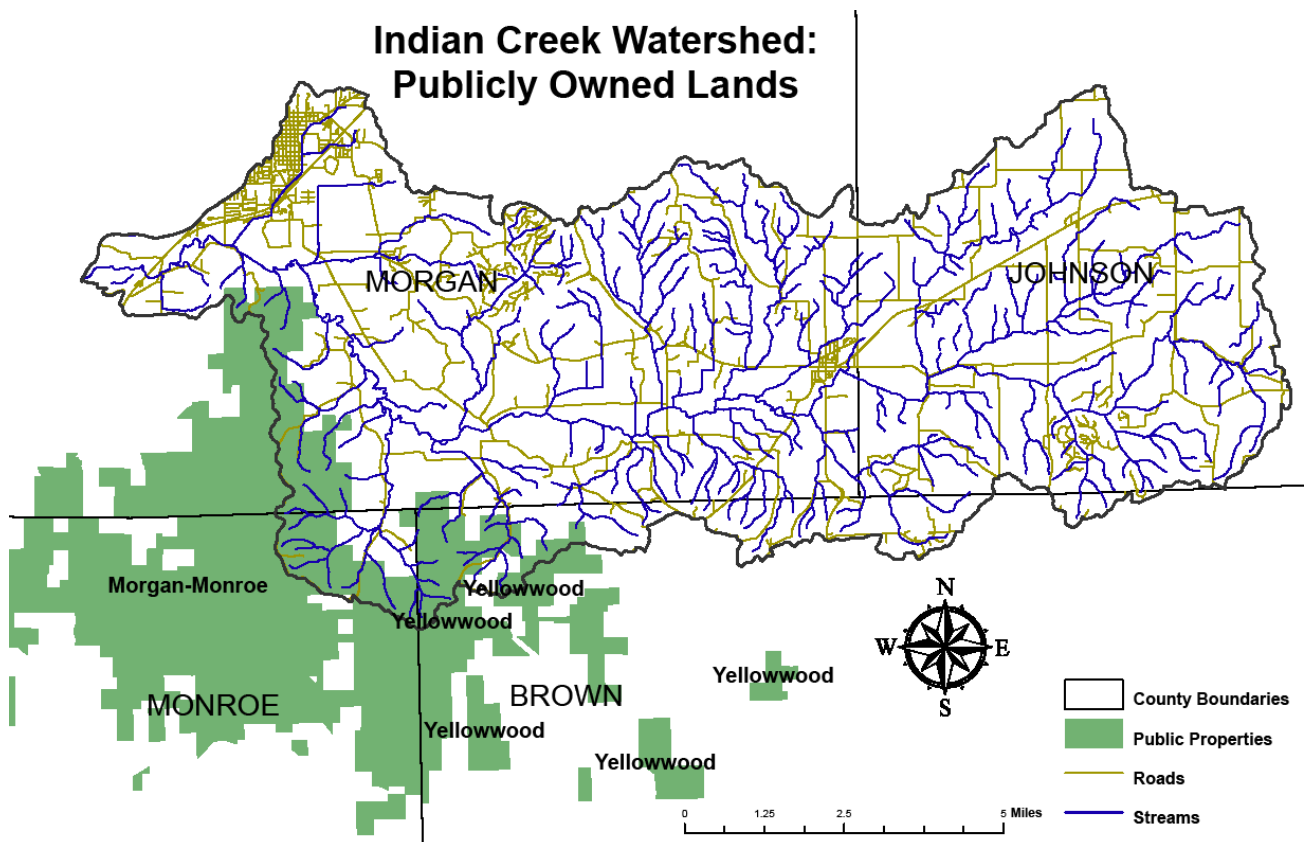 Indian Creek Watershed:
Publicly Owned Lands
MORGAN
JOHNSON
Morgan-Monroe
Yellowwood
Yellowwood
MONROE
BROWN
Yellowwood
Yellowwood
Yellowwood
N
W
E
S
County Boundaries
Public Properties
Roads
Streams
0 1.25 2.5 5 Miles